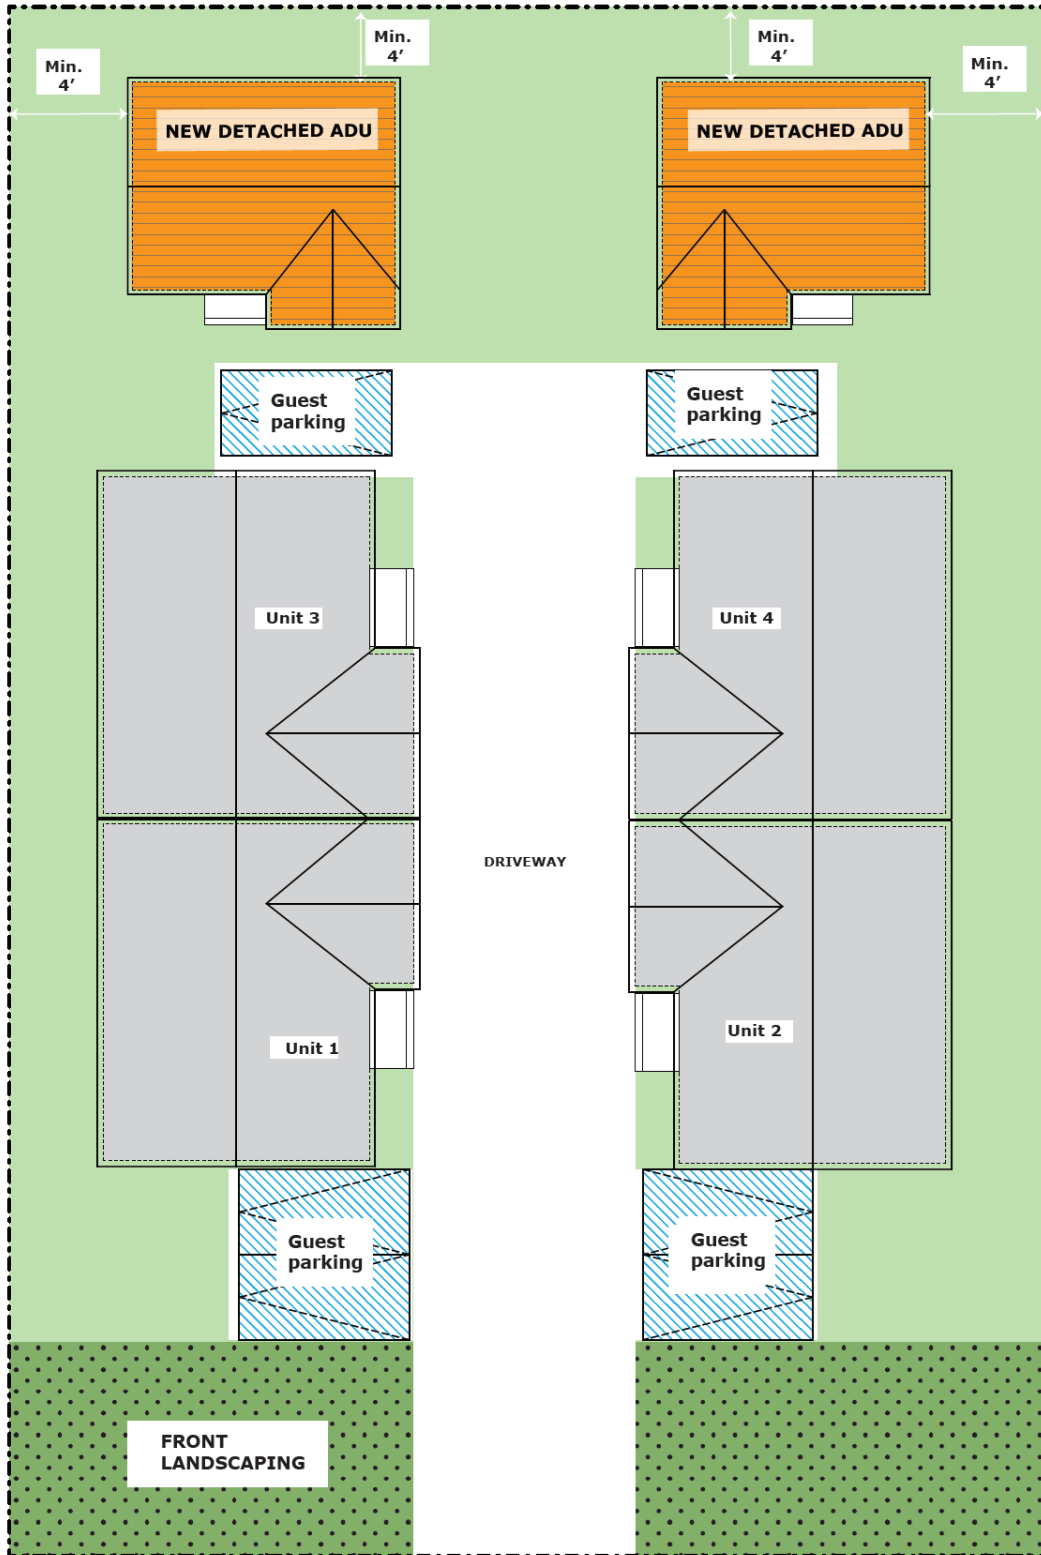 Min.
4’
Min.
4’
Min.
4’
Min.
4’
NEW DETACHED ADU
NEW DETACHED ADU
Guest
parking
Guest
parking
Unit 3
Unit 4
DRIVEWAY
Unit 1
Unit 2
Guest
parking
Guest
parking
FRONT
LANDSCAPING